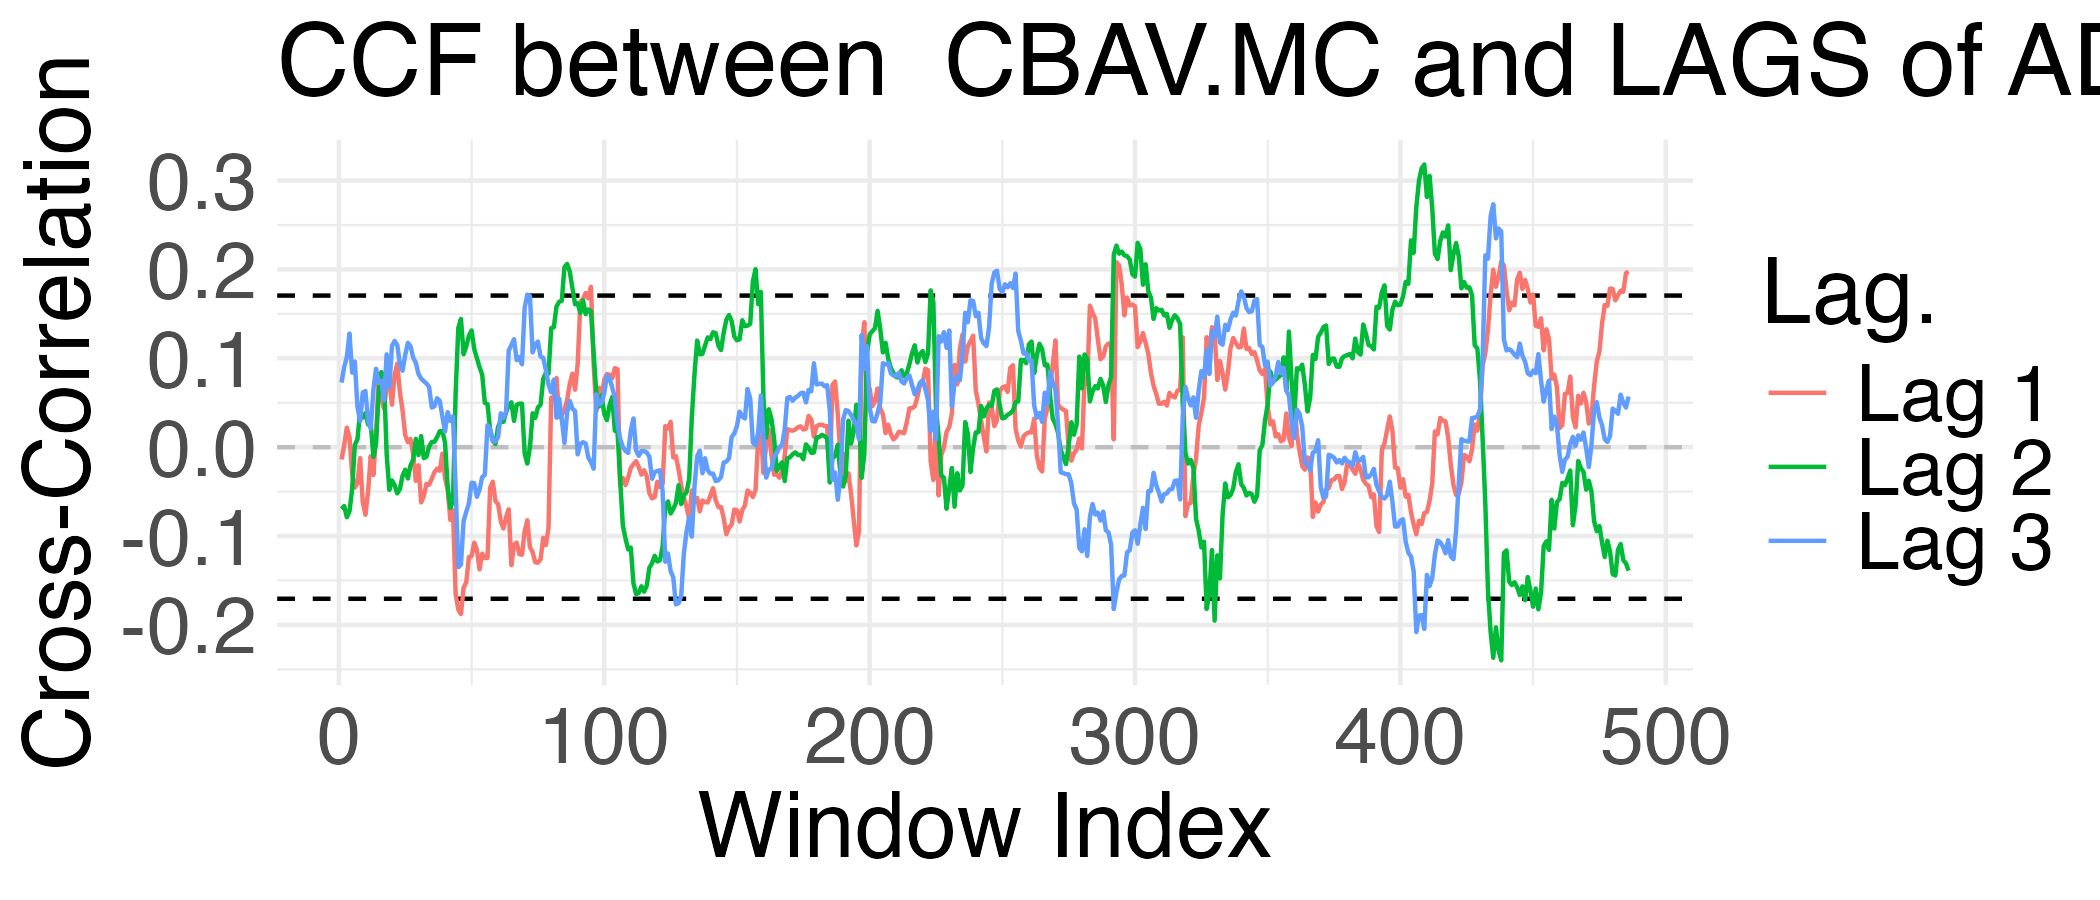 CCF between  CBAV.MC and LAGS of AD
Cross-Correlation
0.3
0.2
0.1
0.0
-0.1
-0.2
0
100
200
300
400
500
Window Index
Lag.
Lag 1
Lag 2
Lag 3